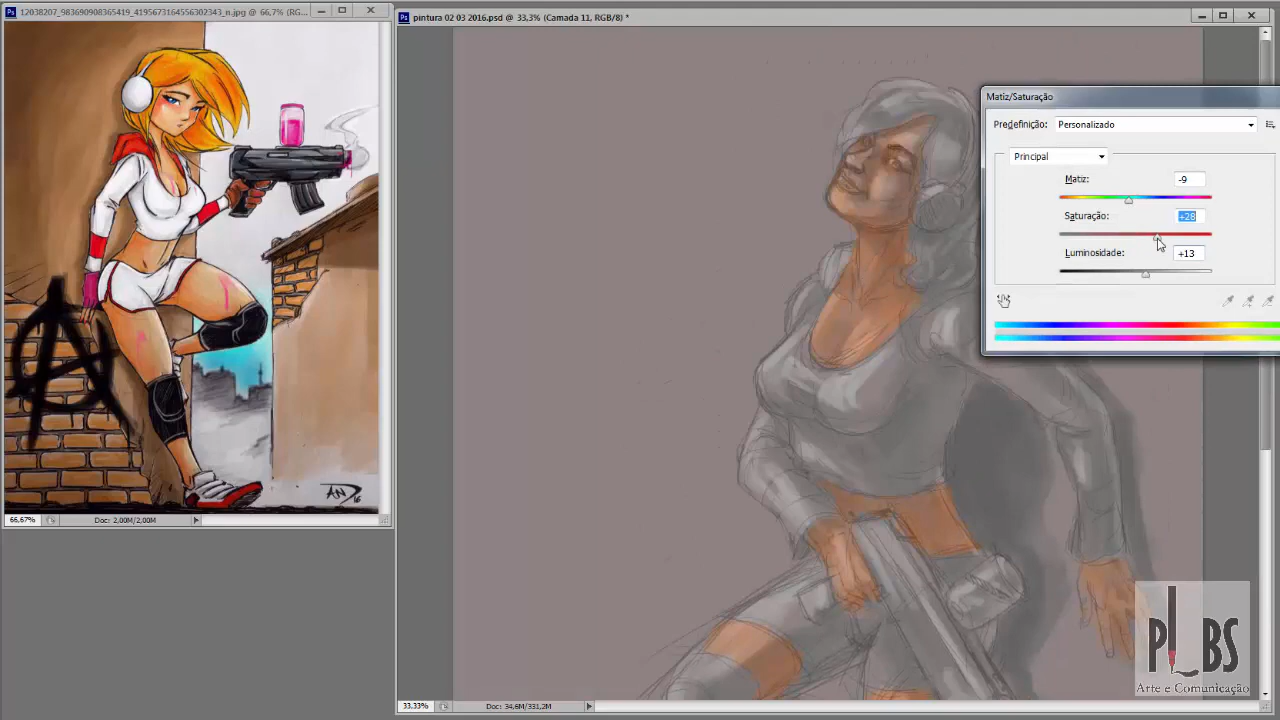 12038207_983690908365419_4195673164556302343_n.jpg @ 66,7% (RG...
pintura 02 03 2016.psd @ 33,3% (Camada 11, RGB/8) *
Matiz/Saturação
Predefinição: Personalizado
Principal
Matiz: -9
Saturação: +28
Luminosidade: +13
A
AND
16
66,67% Doc: 2,00M/2,00M
33,33% Doc: 34,6M/331,2M
PLBS
Arte e Comunicação